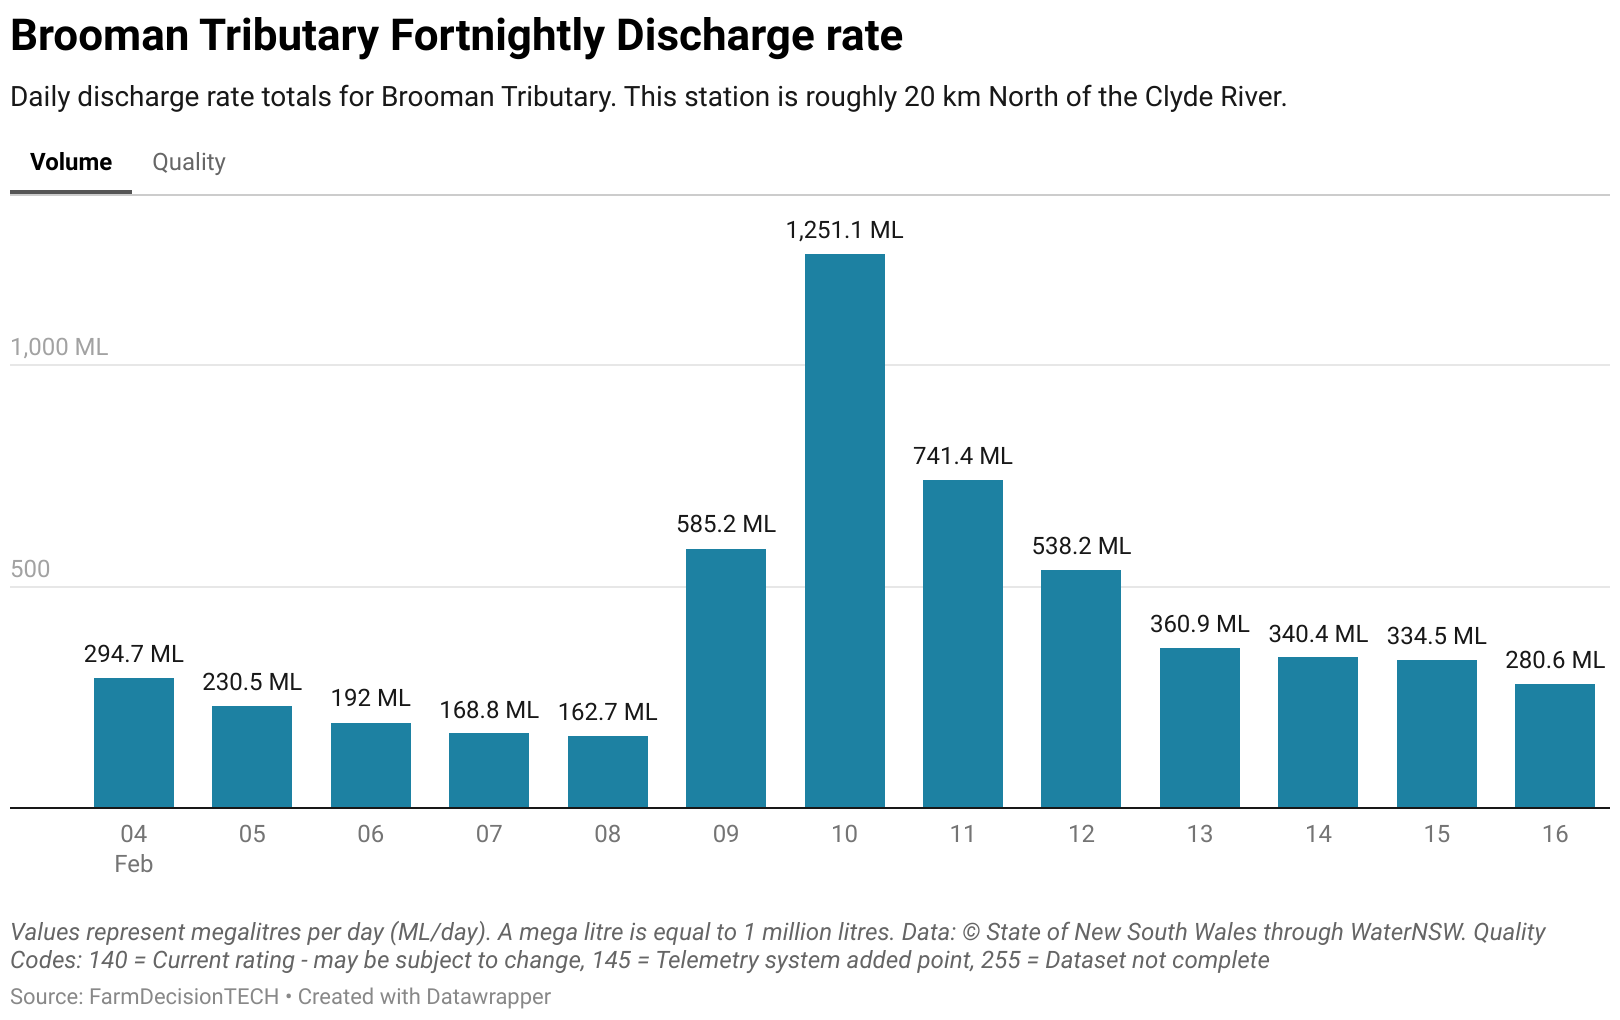 Brooman Tributary Fortnightly Discharge rate
Daily discharge rate totals for Brooman Tributary. This station is roughly 20 km North of the Clyde River.
Volume Quality
1,251.1 ML
1,000 ML
741.4 ML
585.2 ML
538.2 ML
500
360.9 ML
340.4 ML
334.5 ML
294.7 ML
280.6 ML
230.5 ML
192 ML
168.8 ML
162.7 ML
04 05 06 07 08 09 10 11 12 13 14 15 16
Feb
Values represent megalitres per day (ML/day). A mega litre is equal to 1 million litres. Data: © State of New South Wales through WaterNSW. Quality
Codes: 140 = Current rating - may be subject to change, 145 = Telemetry system added point, 255 = Dataset not complete
Source: FarmDecisionTECH • Created with Datawrapper